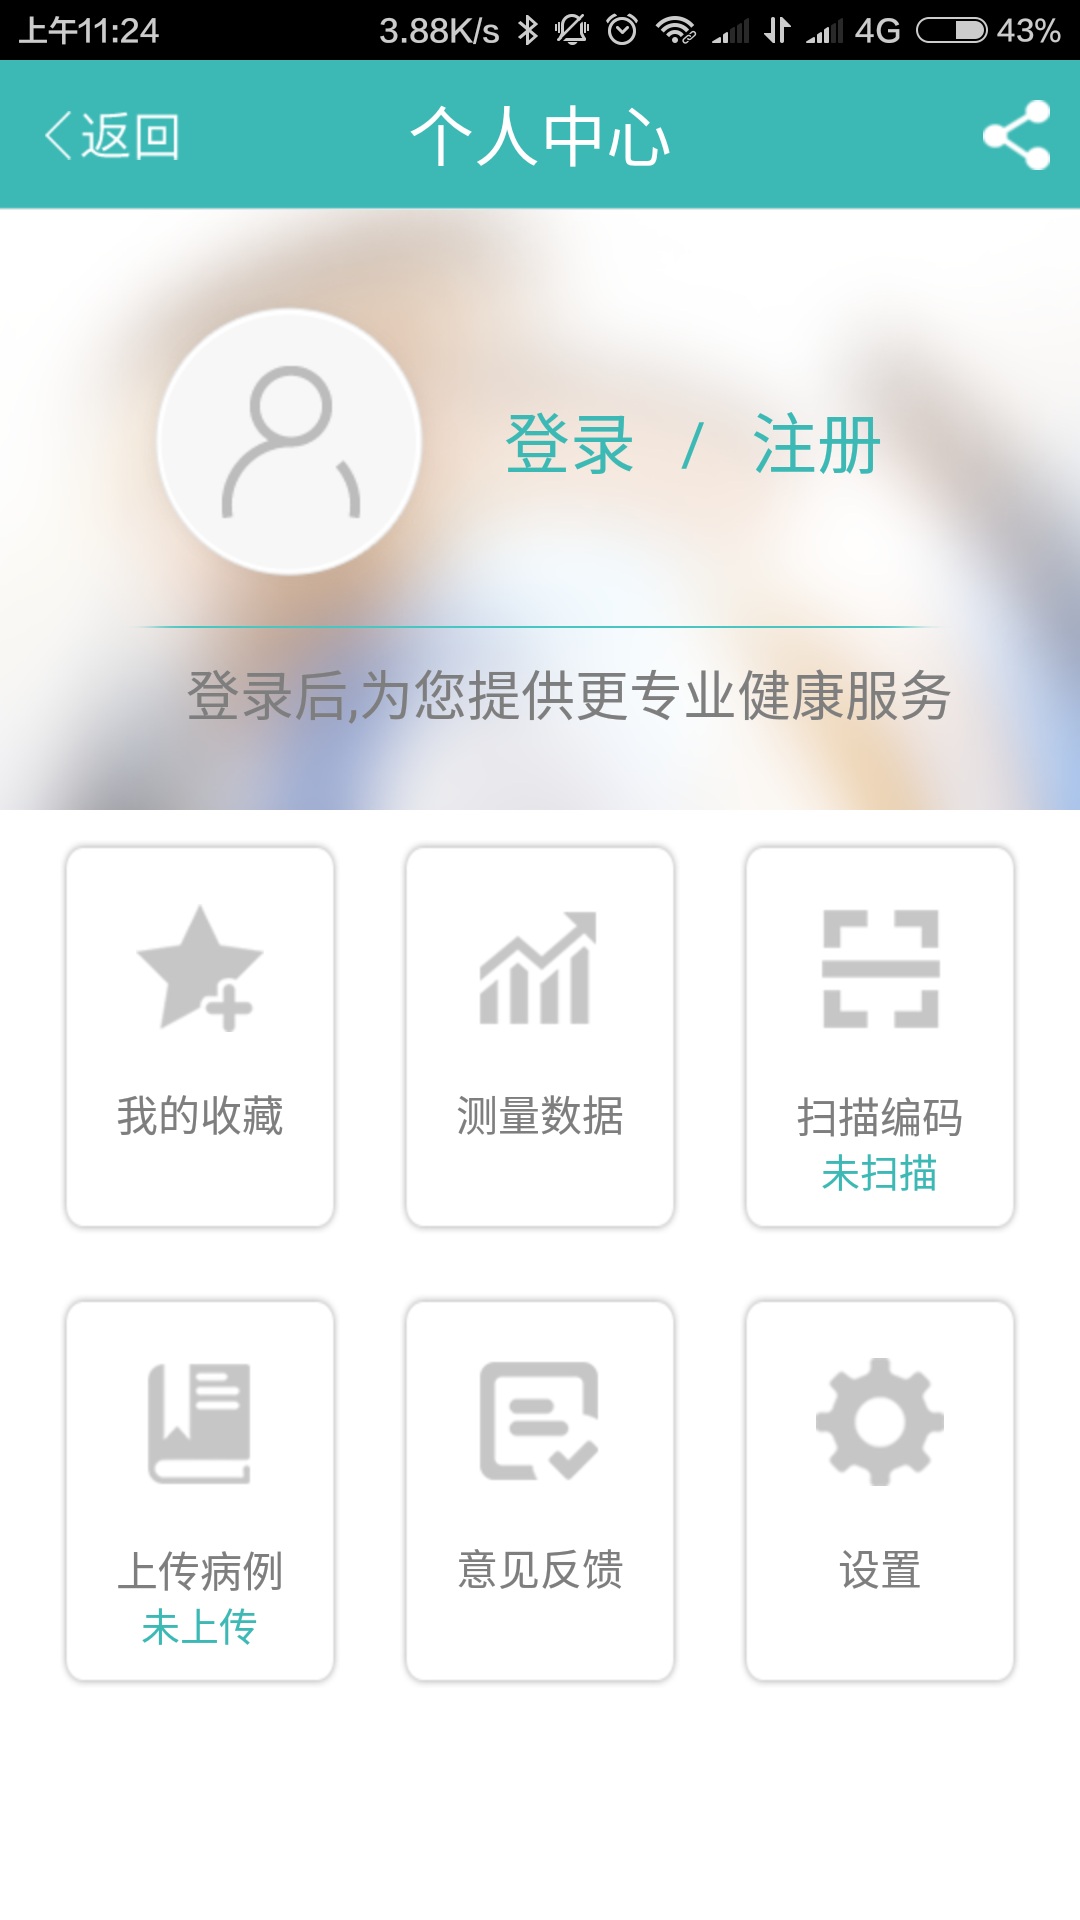 上午11:24 3.88K/s 4G 43%
返回 个人中心
登录 / 注册
登录后,为您提供更专业健康服务
我的收藏 测量数据 扫描编码
未扫描
上传病例 意见反馈 设置
未上传